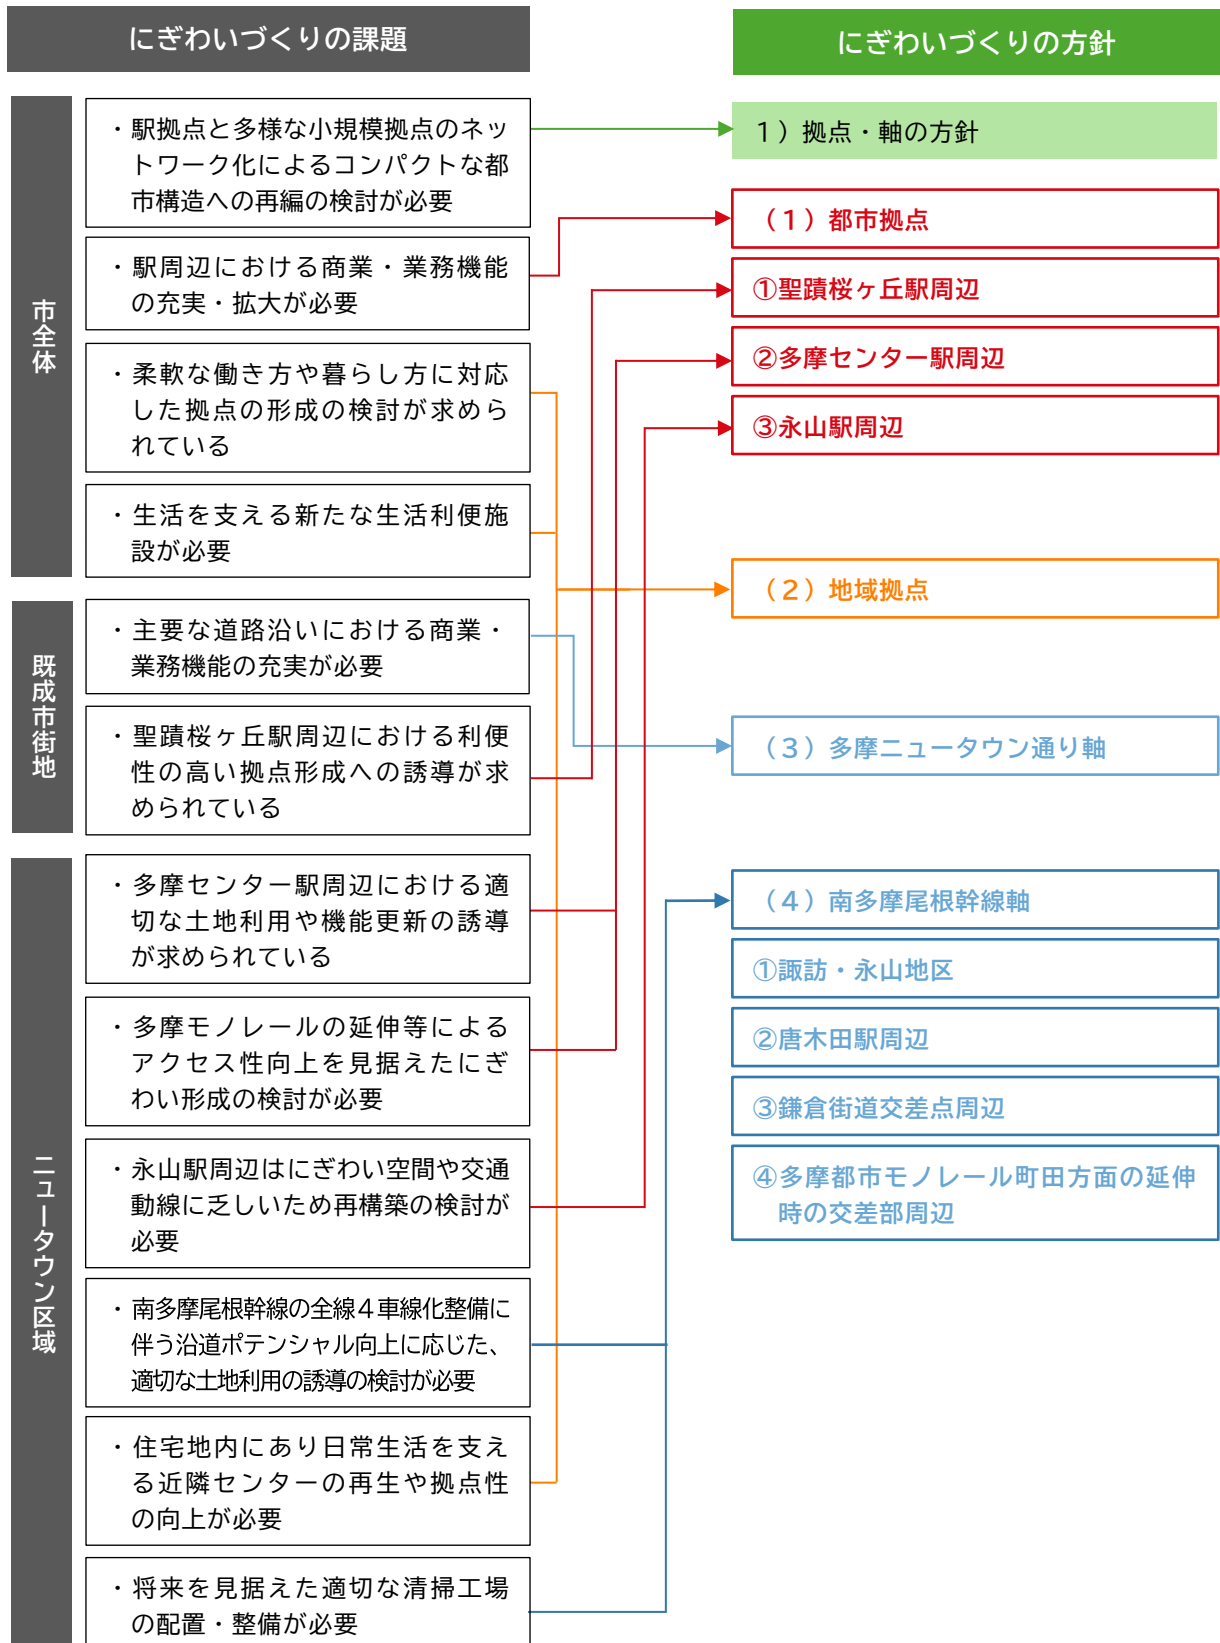 にぎわいづくりの課題
市全体
・駅拠点と多様な小規模拠点のネッ
トワーク化によるコンパクトな都
市構造への再編の検討が必要
・駅周辺における商業・業務機能
の充実・拡大が必要
・柔軟な働き方や暮らし方に対応
した拠点の形成の検討が求めら
れている
・生活を支える新たな生活利便施
設が必要
既成市街地
・主要な道路沿いにおける商業・
業務機能の充実が必要
・聖蹟桜ヶ丘駅周辺における利便
性の高い拠点形成への誘導が求
められている
ニュータウン区域
・多摩センター駅周辺における適
切な土地利用や機能更新の誘導
が求められている
・多摩モノレールの延伸等による
アクセス性向上を見据えたにぎ
わい形成の検討が必要
・永山駅周辺はにぎわい空間や交通
動線に乏しいため再構築の検討が
必要
・南多摩尾根幹線の全線４車線化整備に
伴う沿道ポテンシャル向上に応じた、
適切な土地利用の誘導の検討が必要
・住宅地内にあり日常生活を支え
る近隣センターの再生や拠点性
の向上が必要
・将来を見据えた適切な清掃工場
の配置・整備が必要
にぎわいづくりの方針
１）拠点・軸の方針
（１）都市拠点
①聖蹟桜ヶ丘駅周辺
②多摩センター駅周辺
③永山駅周辺
（２）地域拠点
（３）多摩ニュータウン通り軸
（４）南多摩尾根幹線軸
①諏訪・永山地区
②唐木田駅周辺
③鎌倉街道交差点周辺
④多摩都市モノレール町田方面の延伸
時の交差部周辺